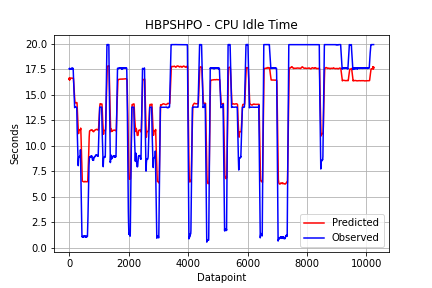 HBPSHPO - CPU Idle Time
20.0
17.5
15.0
12.5
10.0
7.5
5.0
2.5
0.0
Seconds
0 2000 4000 6000 8000 10000
Datapoint
Predicted
Observed